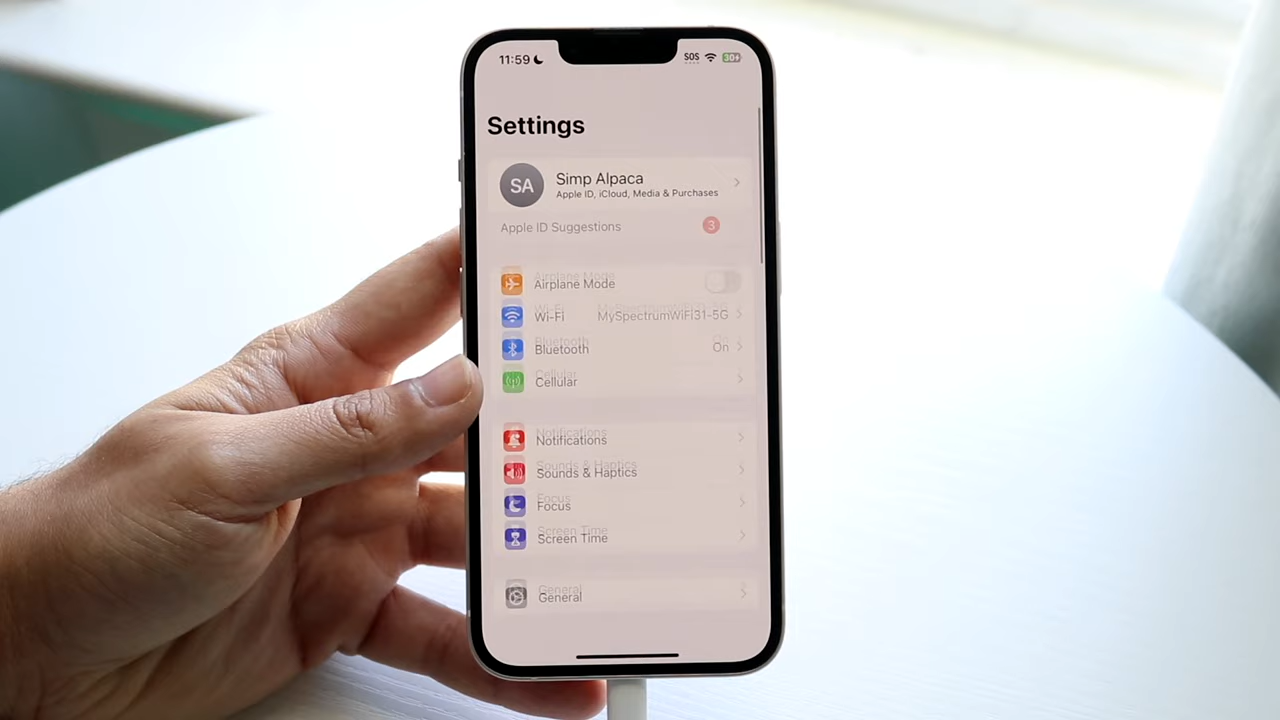 11:59
SOS
30
Settings
SA
Simp Alpaca
Apple ID, iCloud, Media & Purchases
Apple ID Suggestions
3
Airplane Mode
Wi-Fi MySpectrumWiFi31-5G
Bluetooth On
Cellular
Notifications
Sounds & Haptics
Focus
Screen Time
General